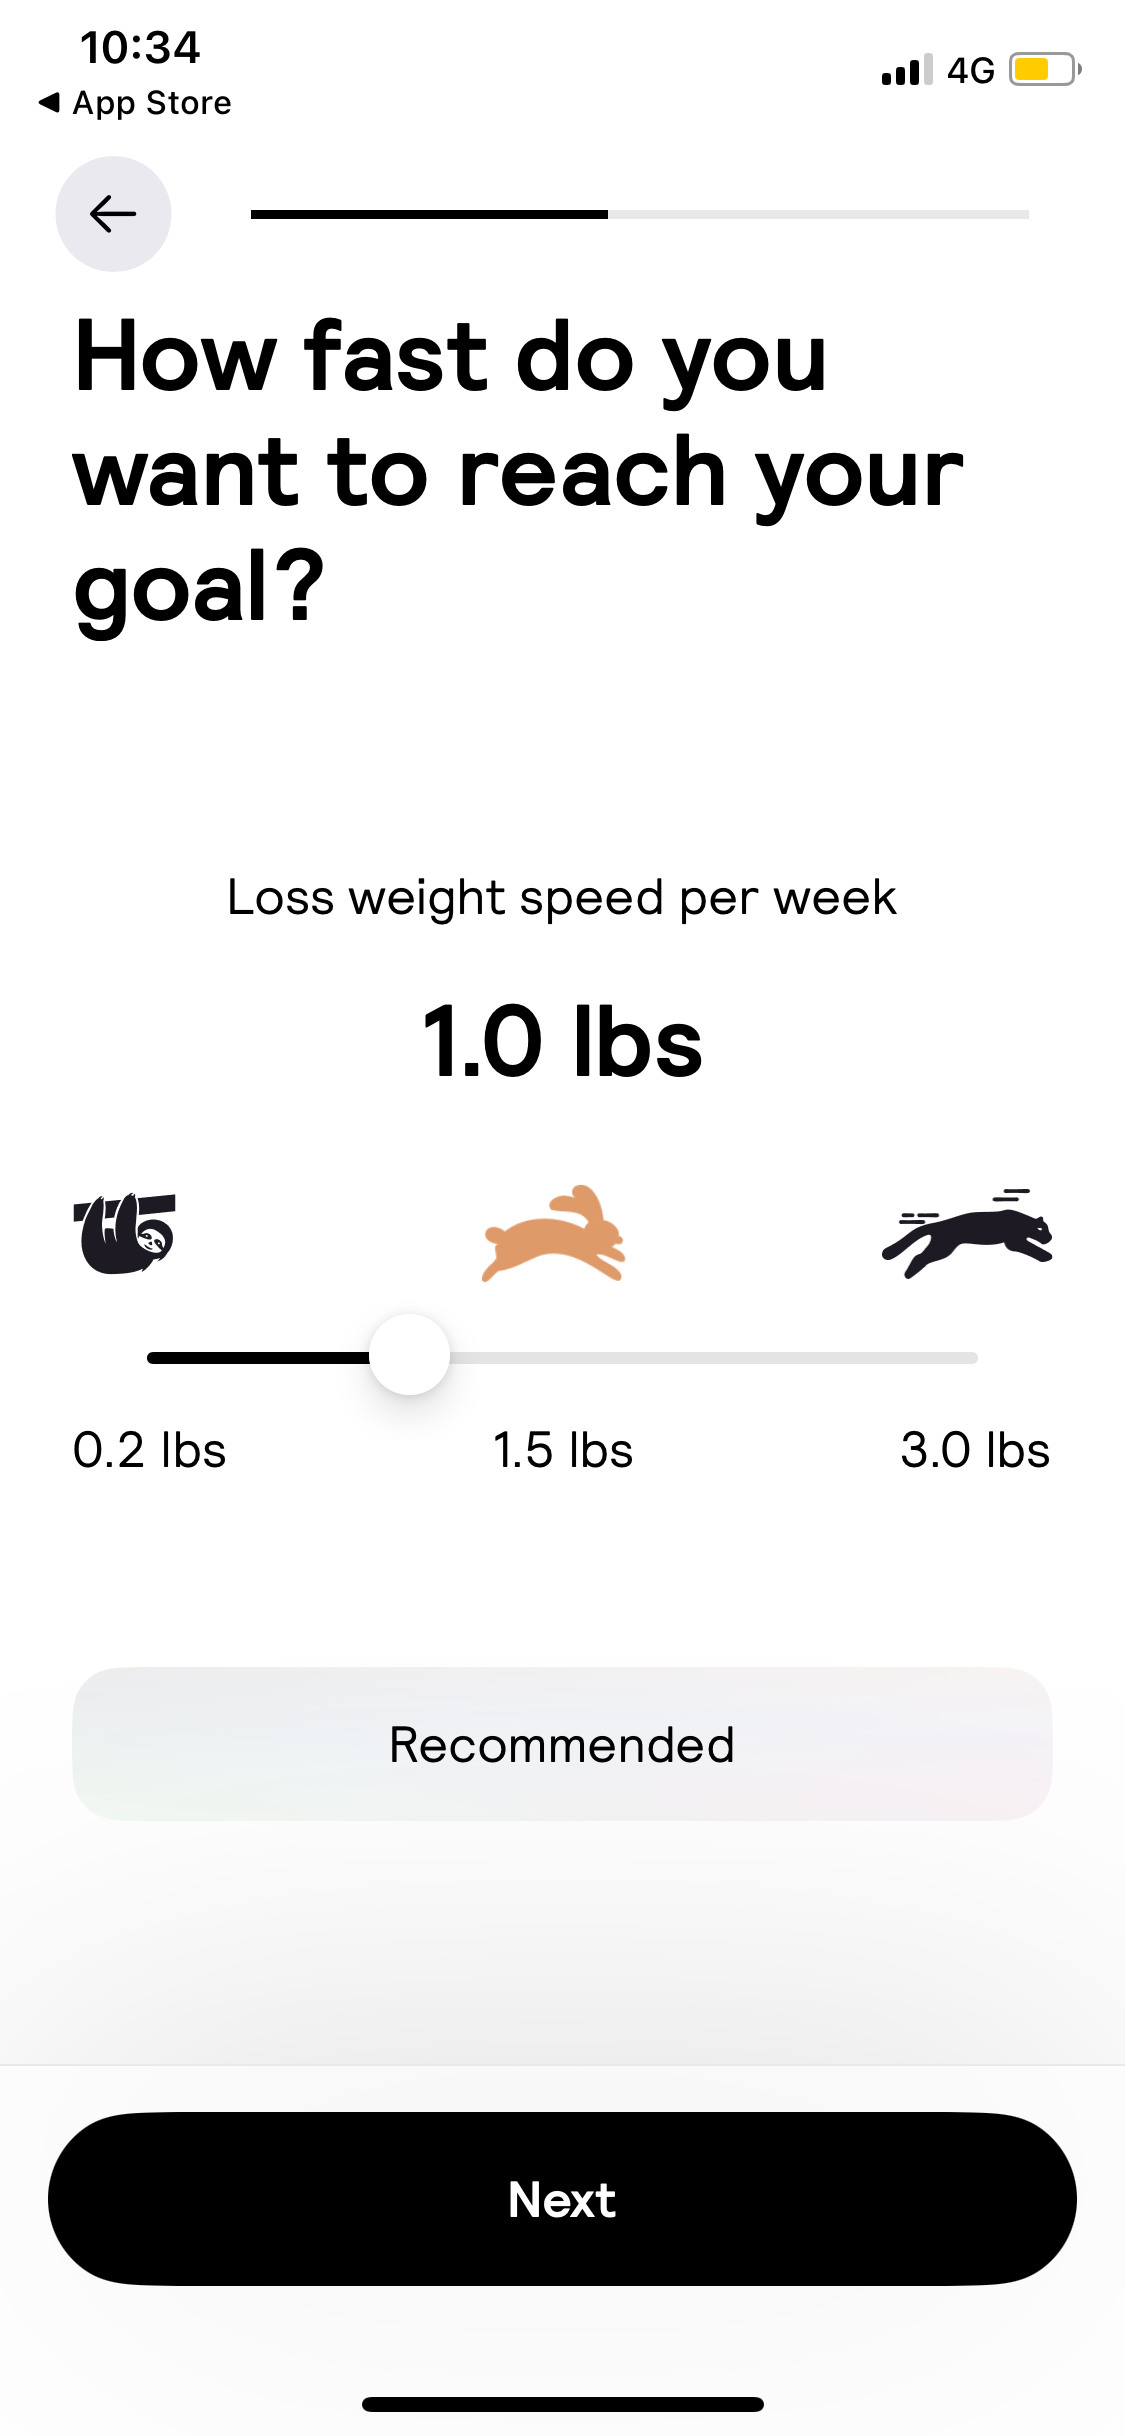 10:34
App Store
4G
How fast do you
want to reach your
goal?
Loss weight speed per week
1.0 lbs
0.2 lbs
1.5 lbs
3.0 lbs
Recommended
Next